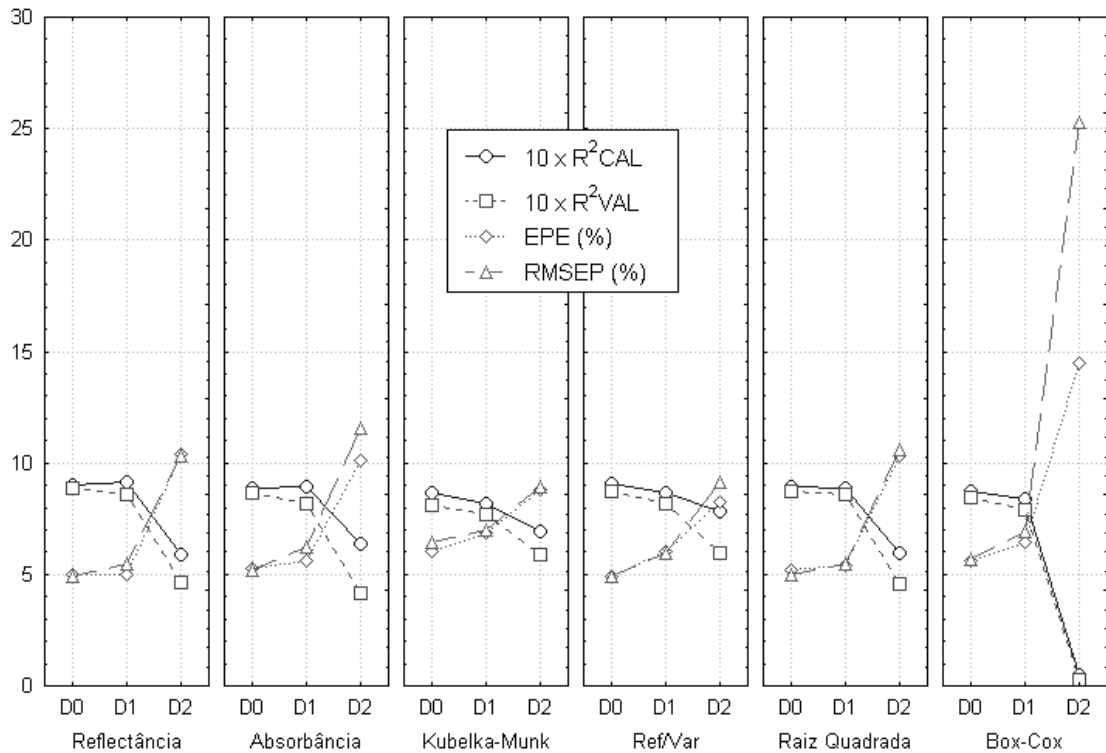 30
25
20
15
10
5
0
10 x R²CAL
10 x R²VAL
EPE (%)
RMSEP (%)
D0 D1 D2 D0 D1 D2 D0 D1 D2 D0 D1 D2 D0 D1 D2 D0 D1 D2
Reflectância Absorbância Kubelka-Munk Ref/Var Raiz Quadrada Box-Cox